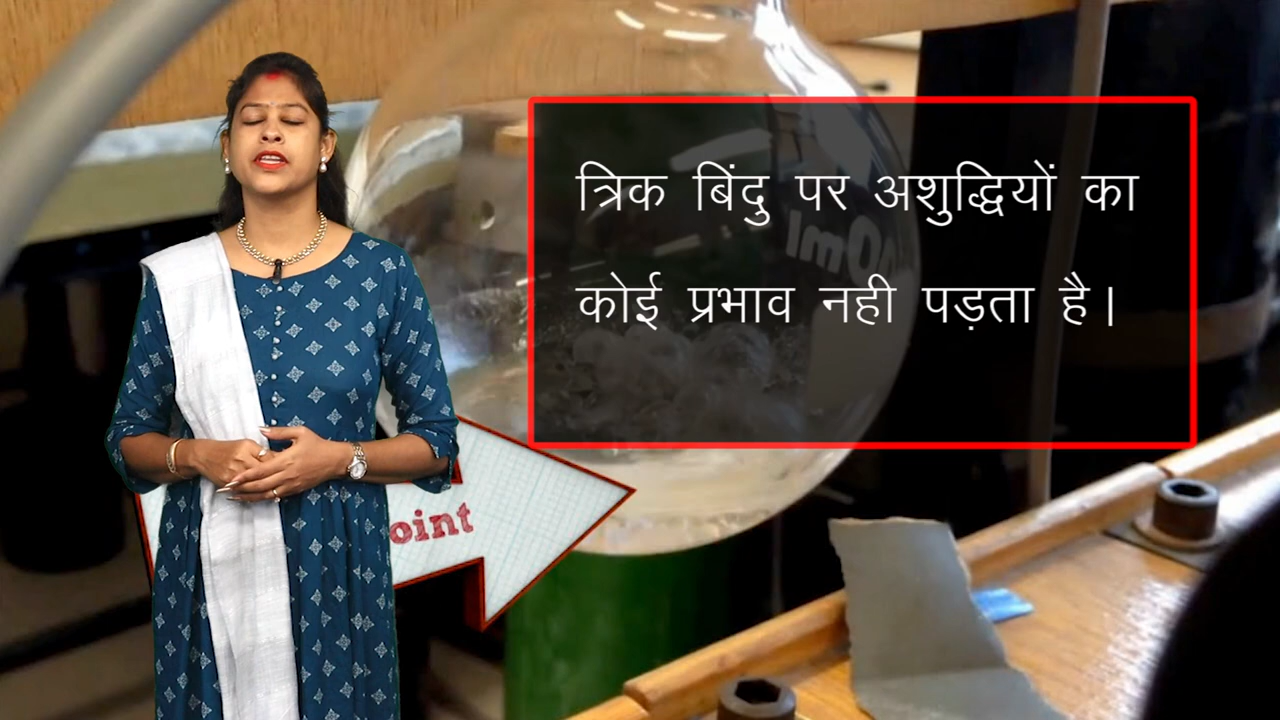 त्रिक बिंदु पर अशुद्धियों का
कोई प्रभाव नही पड़ता है।
oint